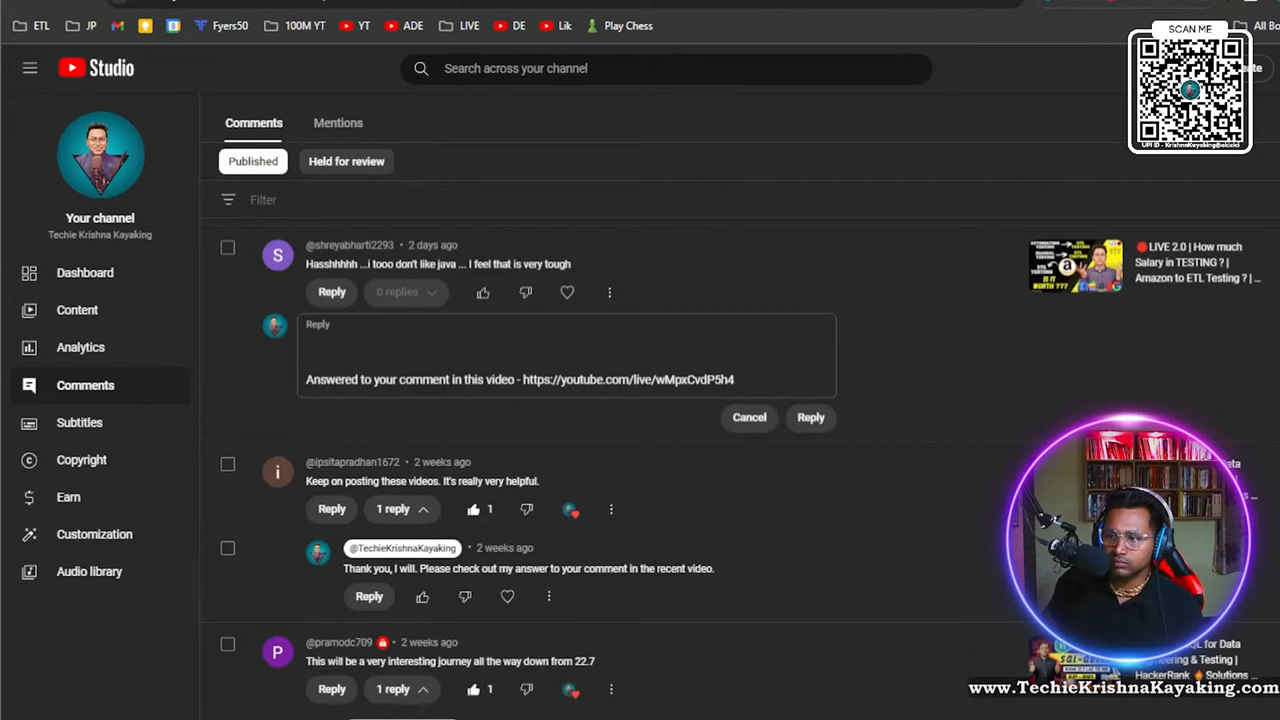 ETL JP Fyers50 100M YT YT ADE LIVE DE Lik Play Chess All Bo
SCAN ME
Studio
Search across your channel
UPI ID -
Your channel
Techie Krishna Kayaking
Dashboard
Content
Analytics
Comments
Subtitles
Copyright
Earn
Customization
Audio library
Comments Mentions
Published Held for review
Filter
@shreyabharti2293 • 2 days ago
Hasshhhhh ...i tooo don't like java ... I feel that is very tough
Reply 0 replies
🔴LIVE 2.0 | How much
Salary in TESTING ? |
Amazon to ETL Testing ? | E...
Reply
Answered to your comment in this video - https://youtube.com/live/wMpxCvdP5h4
Cancel Reply
@ipsitapradhan1672 • 2 weeks ago
Keep on posting these videos. It's really very helpful.
Reply 1 reply 1
@TechieKrishnaKayaking • 2 weeks ago
Thank you, I will. Please check out my answer to your comment in the recent video.
Reply
@pramodc709 • 2 weeks ago
This will be a very interesting journey all the way down from 22.7
Reply 1 reply 1
QL for Data
Engineering & Testing |
HackerRank 🔥 Solutions
www.TechieKrishnaKayaking.com